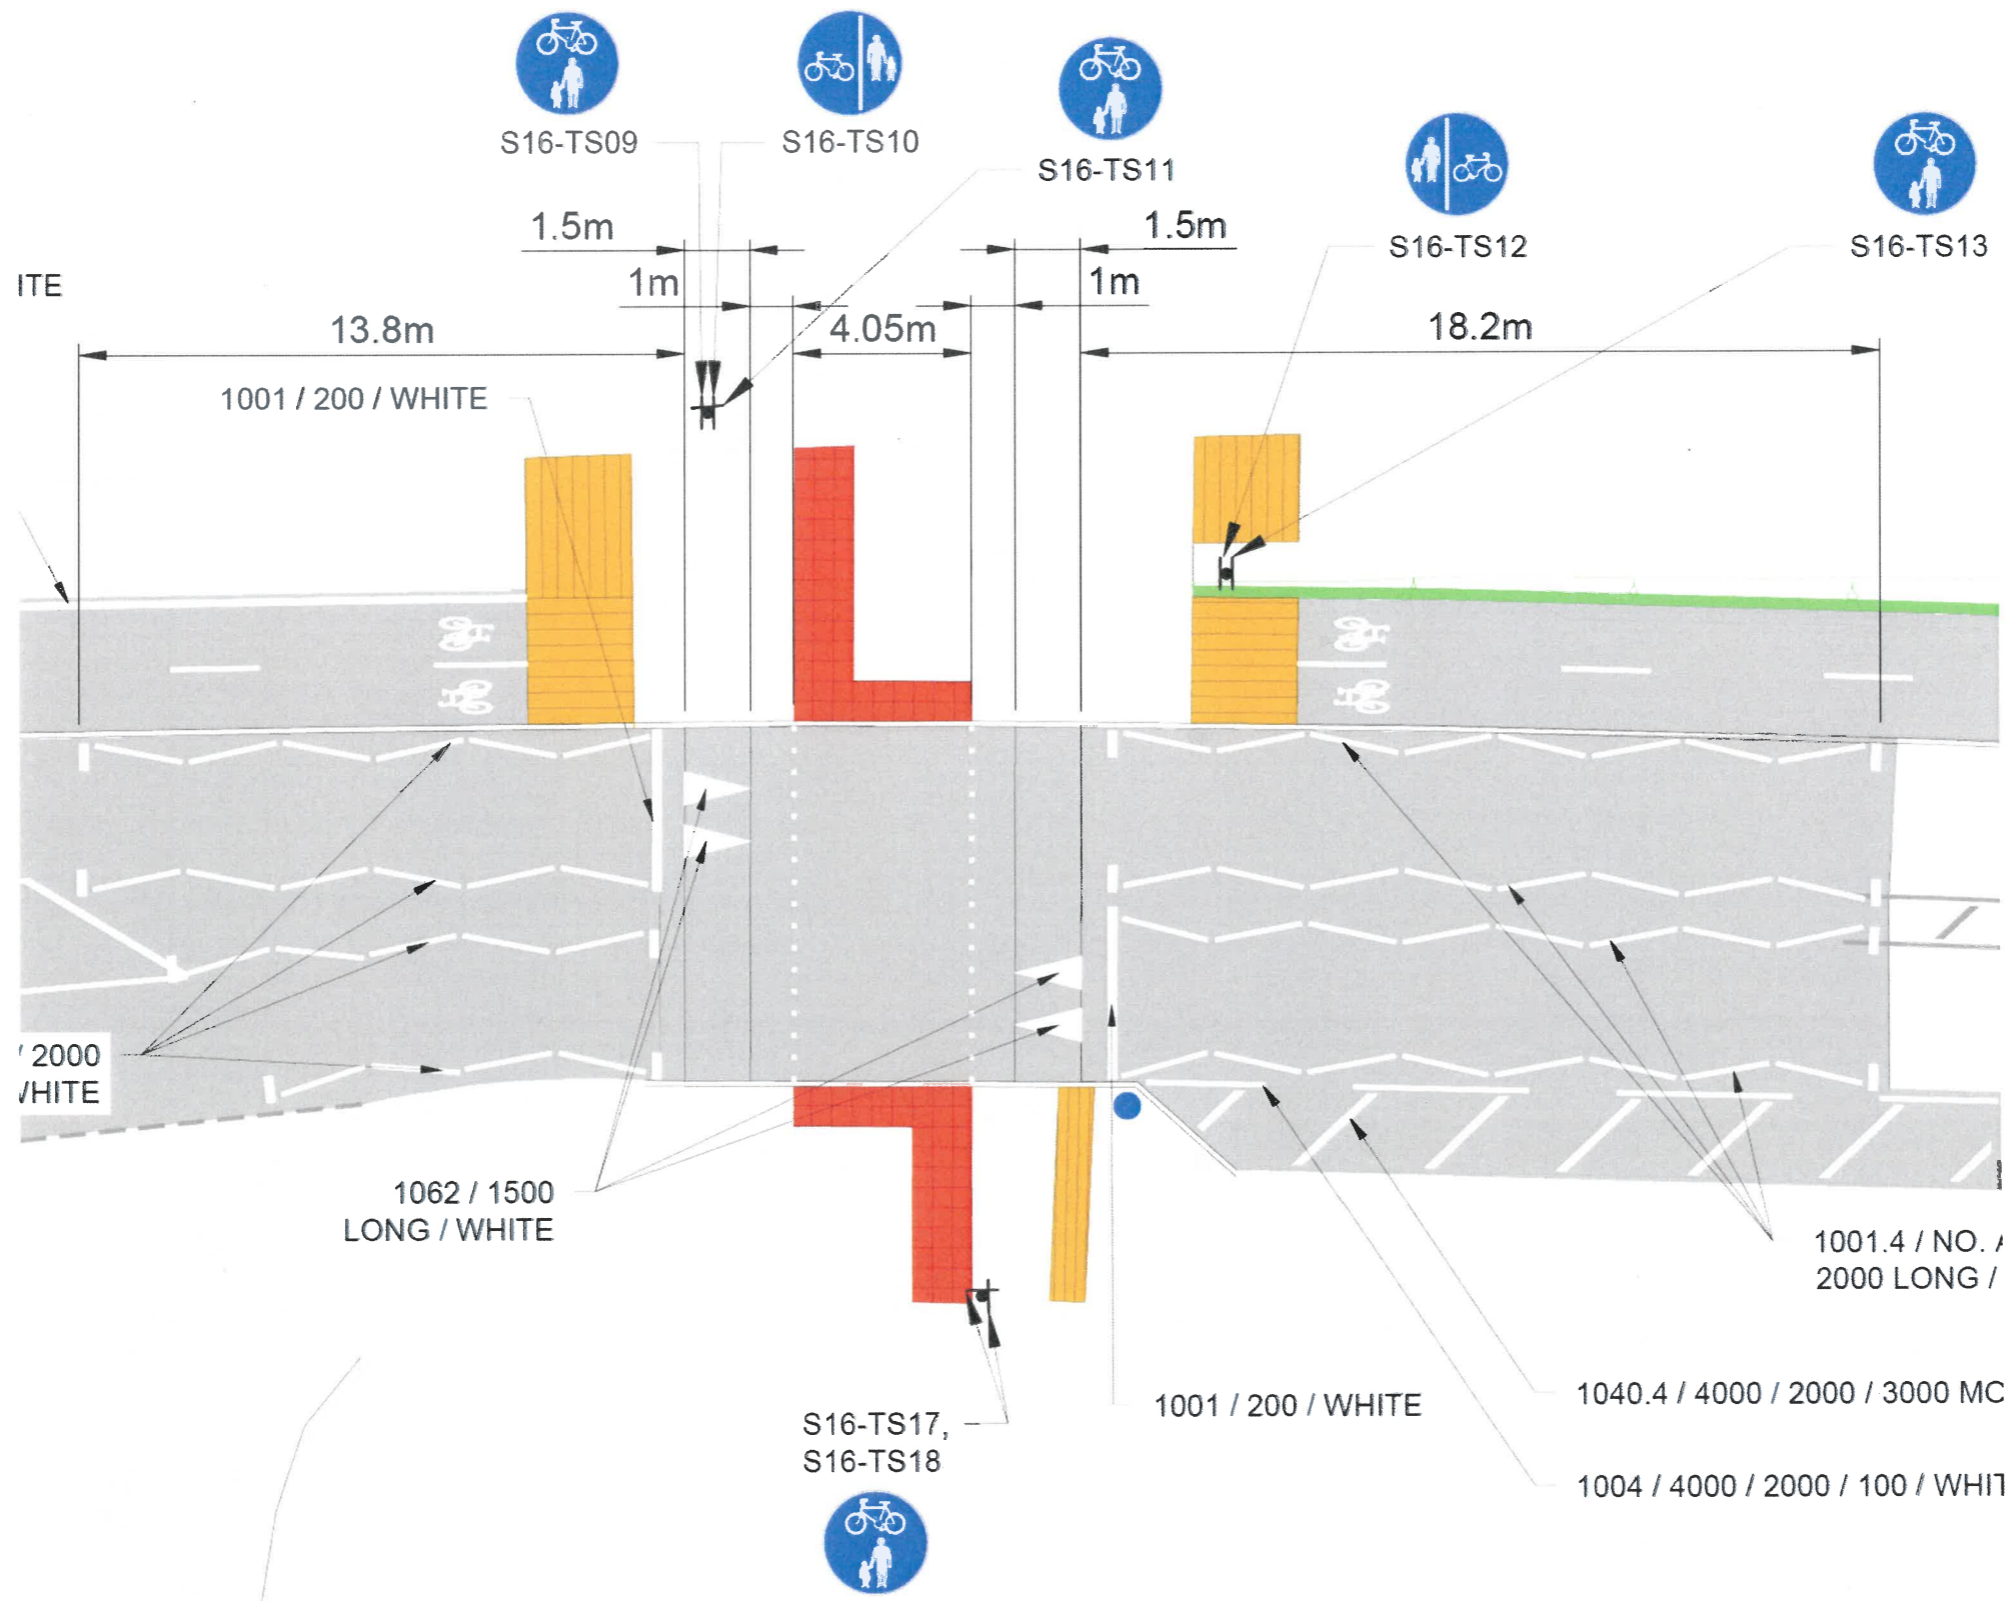 S16-TS09
S16-TS10
S16-TS11
S16-TS12
S16-TS13
1.5m
1.5m
1m
1m
ITE
13.8m
4.05m
18.2m
1001 / 200 / WHITE
/ 2000
WHITE
1062 / 1500
LONG / WHITE
1001.4 / NO.
2000 LONG /
S16-TS17,
S16-TS18
1001 / 200 / WHITE
1040.4 / 4000 / 2000 / 3000 MO
1004 / 4000 / 2000 / 100 / WHIT